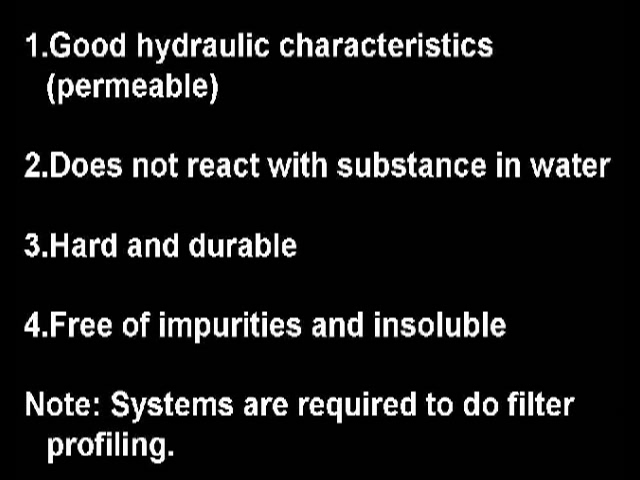 1.Good hydraulic characteristics
(permeable)
2.Does not react with substance in water
3.Hard and durable
4.Free of impurities and insoluble
Note: Systems are required to do filter
profiling.